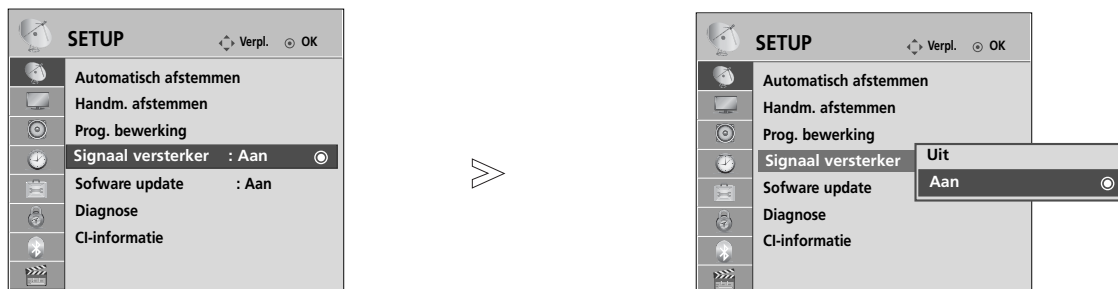 SETUP Verpl. OK
Automatisch afstemmen
Handm. afstemmen
Prog. bewerking
Signaal versterker : Aan
Sofware update : Aan
Diagnose
CI-informatie
>
SETUP Verpl. OK
Automatisch afstemmen
Handm. afstemmen
Prog. bewerking
Signaal versterker
Uit
Aan
Sofware update
Diagnose
CI-informatie